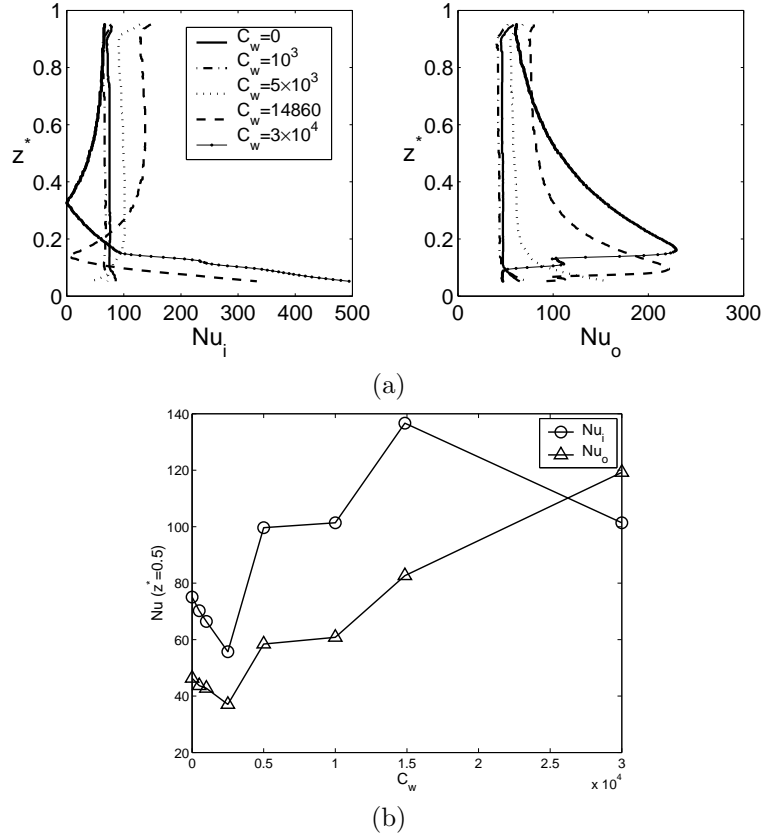 1
0.8
0.6
0.4
0.2
0
z*
0 100 200 300 400 500
Nu_i
C_w=0
C_w=10^3
C_w=5×10^3
C_w=14860
C_w=3×10^4
1
0.8
0.6
0.4
0.2
0
z*
0 100 200 300
Nu_o
(a)
140
120
100
80
60
40
20
Nu (z*=0.5)
Nu_i
Nu_o
0 0.5 1 1.5 2 2.5 3
x 10^4
C_w
(b)